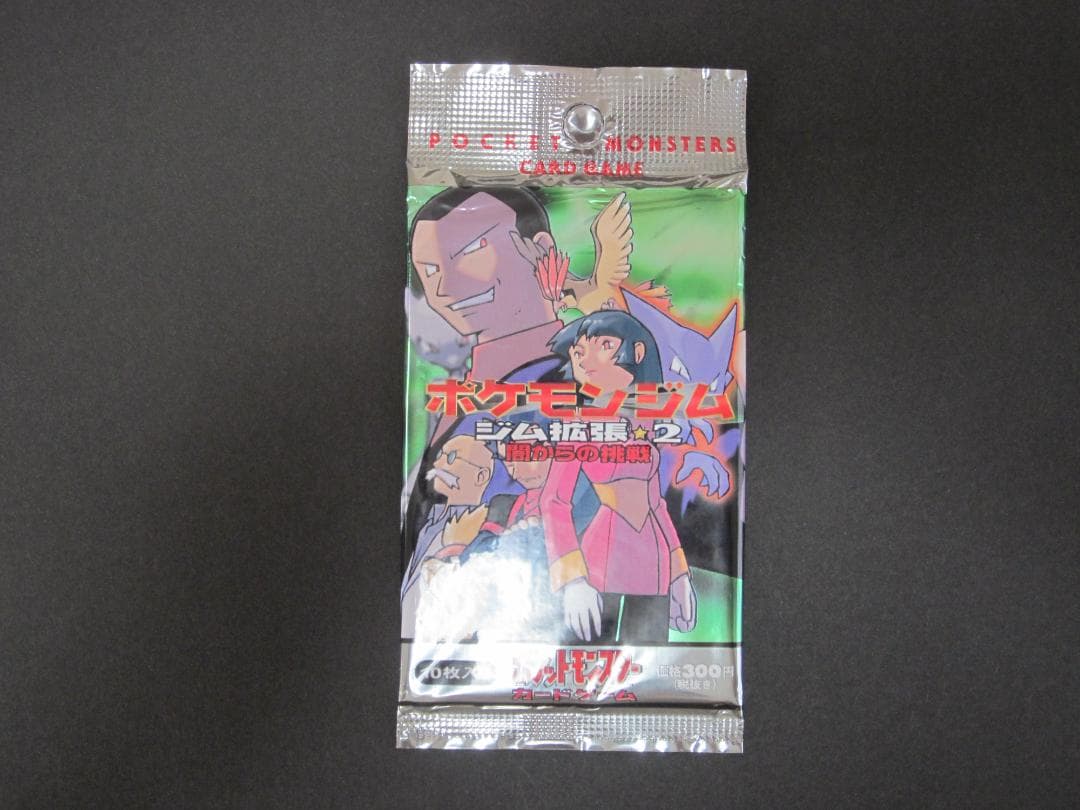 POCKET MONSTERS
CARD GAME
ポケモンジム
ジム拡張★2
闇からの挑戦
10枚入
ポケットモンスター
カードゲーム
価格300円
(税抜き)